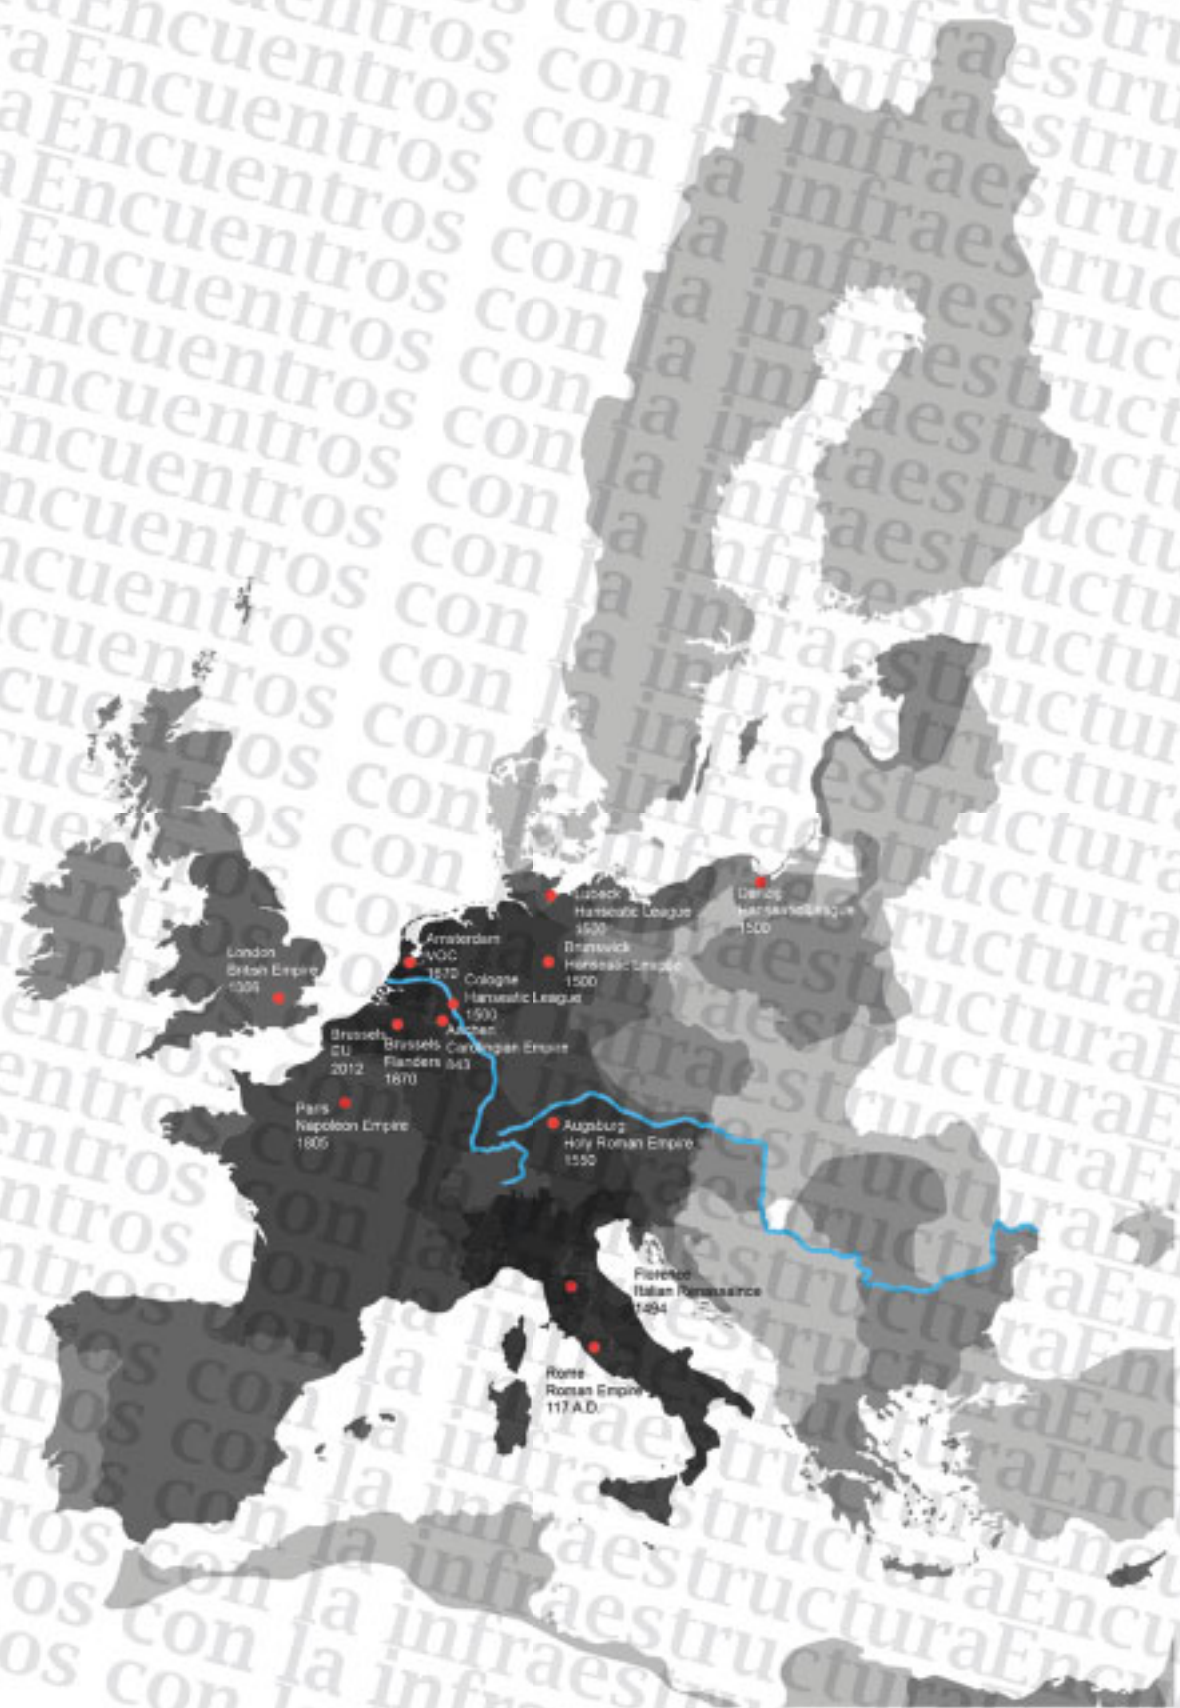 Encuentros con la infraestructura
Lübeck
Hanseatic League
1500
Danzig
Hanseatic League
1500
Amsterdam
VOC
1670
Brunswick
Hanseatic League
1500
London
British Empire
Cologne
Hanseatic League
1500
Aachen
Carolingian Empire
843
Brussels
EU
2012
Brussels
Flanders
1670
Paris
Napoleon Empire
1805
Augsburg
Holy Roman Empire
1550
Florence
Italian Renaissaince
1494
Rome
Roman Empire
117 A.D.